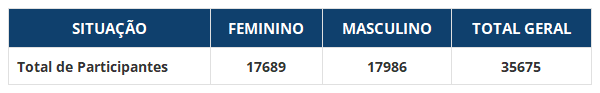 SITUAÇÃO FEMININO MASCULINO TOTAL GERAL
Total de Participantes 17689 17986 35675